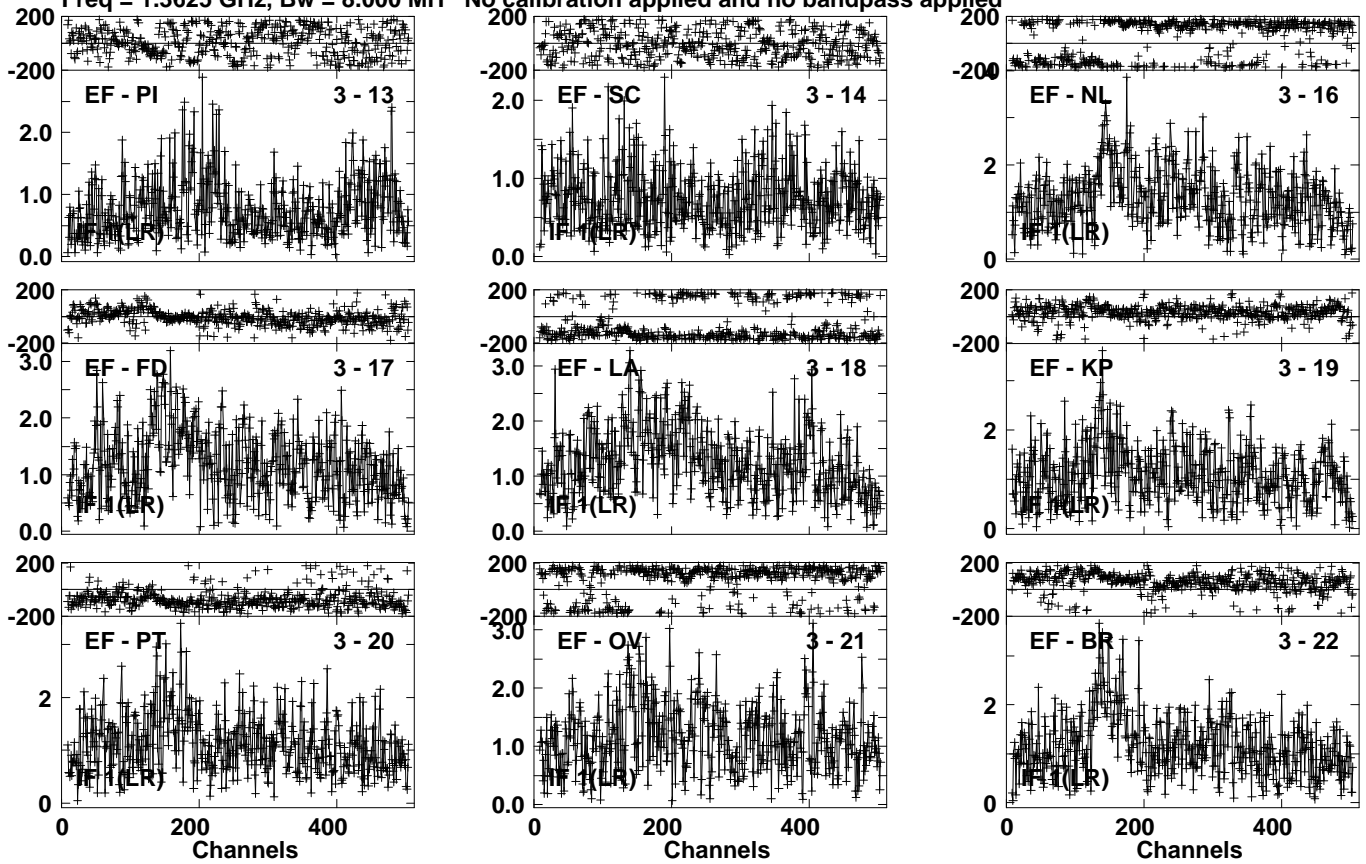 Freq = 1.3625 GHz, Bw = 8.000 MH No calibration applied and no bandpass applied
200
-200
EF - PI 3 - 13
2.0
1.0
IF 1(LR)
0.0
200
-200
EF - SC 3 - 14
2.0
1.0
IF 1(LR)
0.0
200
-200
4
EF - NL 3 - 16
2
IF 1(LR)
0
200
-200
3.0
EF - FD 3 - 17
2.0
1.0
IF 1(LR)
0.0
200
-200
3.0
EF - LA 3 - 18
2.0
1.0
IF 1(LR)
0.0
200
-200
EF - KP 3 - 19
2
IF 1(LR)
0
200
-200
EF - PT 3 - 20
2
IF 1(LR)
0
0 200 400
Channels
200
-200
3.0
EF - OV 3 - 21
2.0
1.0
IF 1(LR)
0.0
0 200 400
Channels
200
-200
EF - BR 3 - 22
2
IF 1(LR)
0
0 200 400
Channels